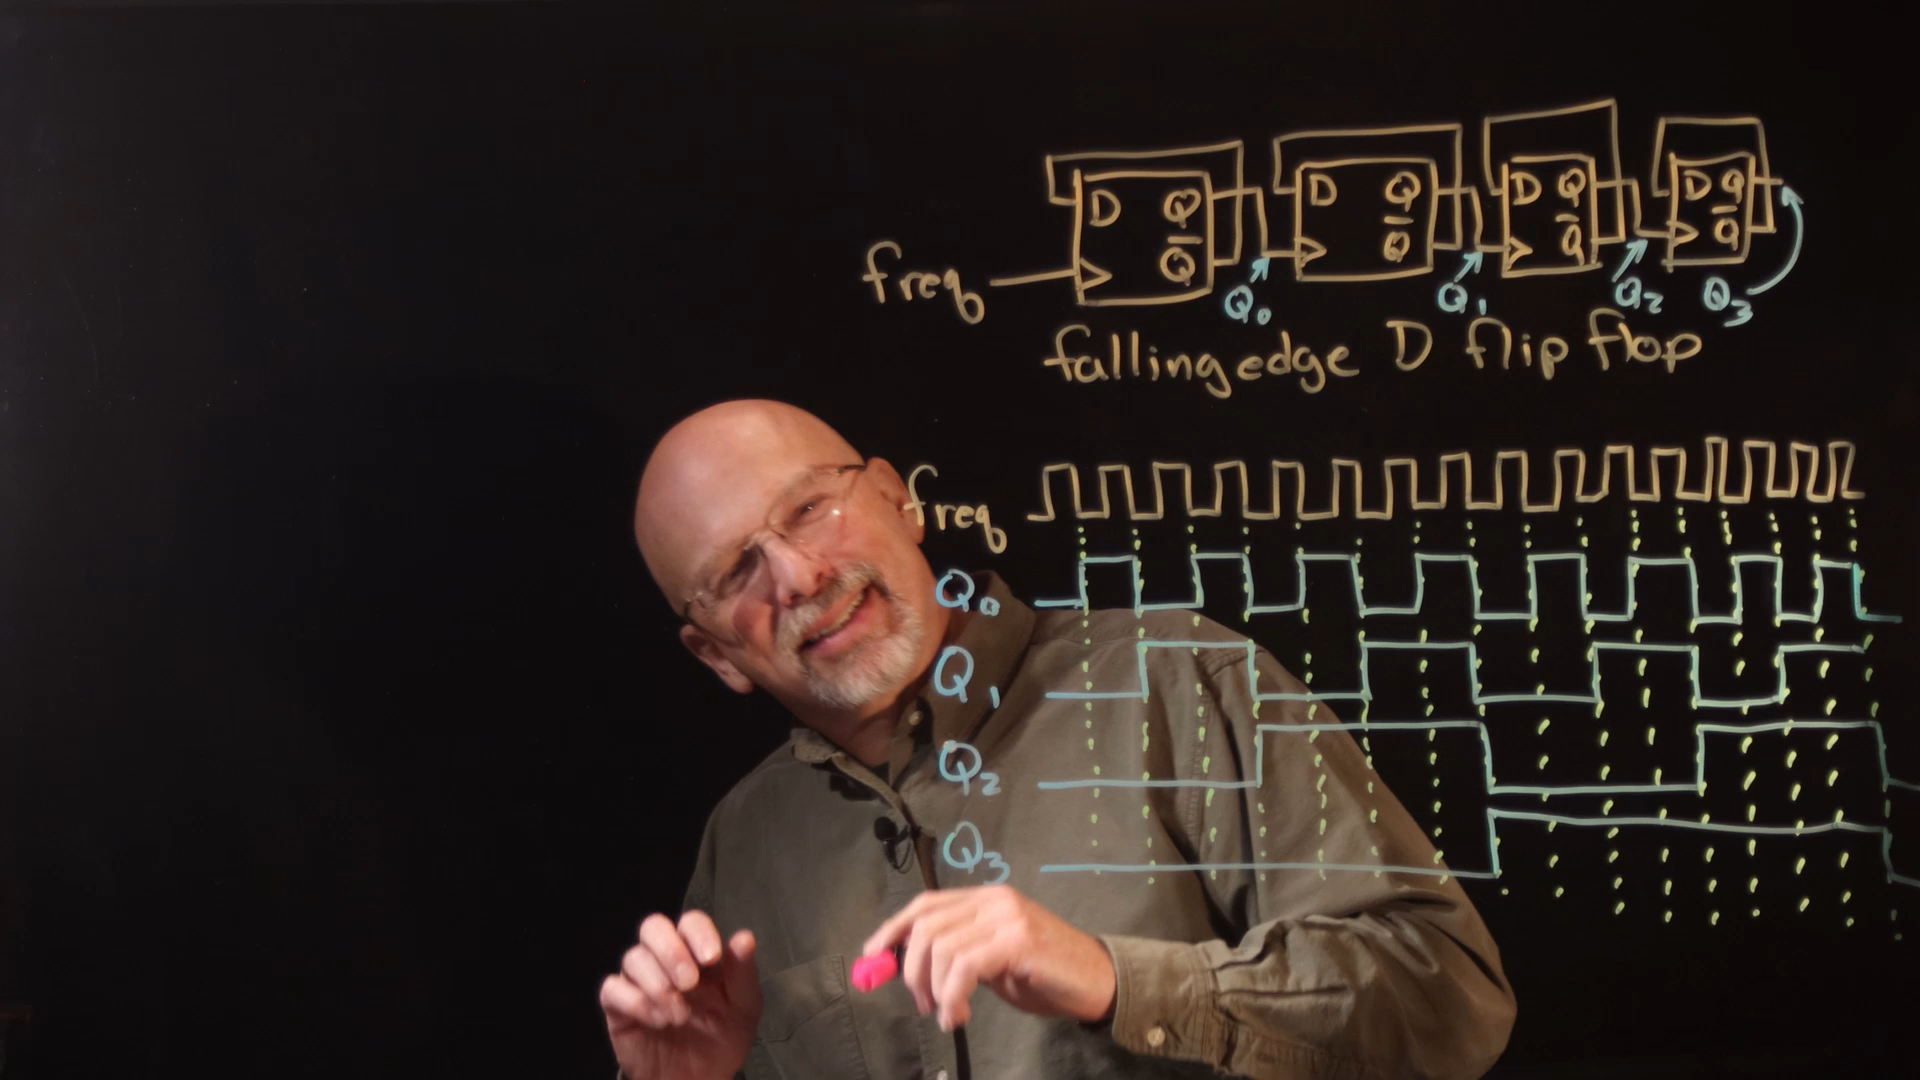 D Q Q̅ D Q Q̅ D Q Q̅ D Q Q̅
freq
Q₀ Q₁ Q₂ Q₃
falling edge D flip flop
freq
Q₀
Q₁
Q₂
Q₃